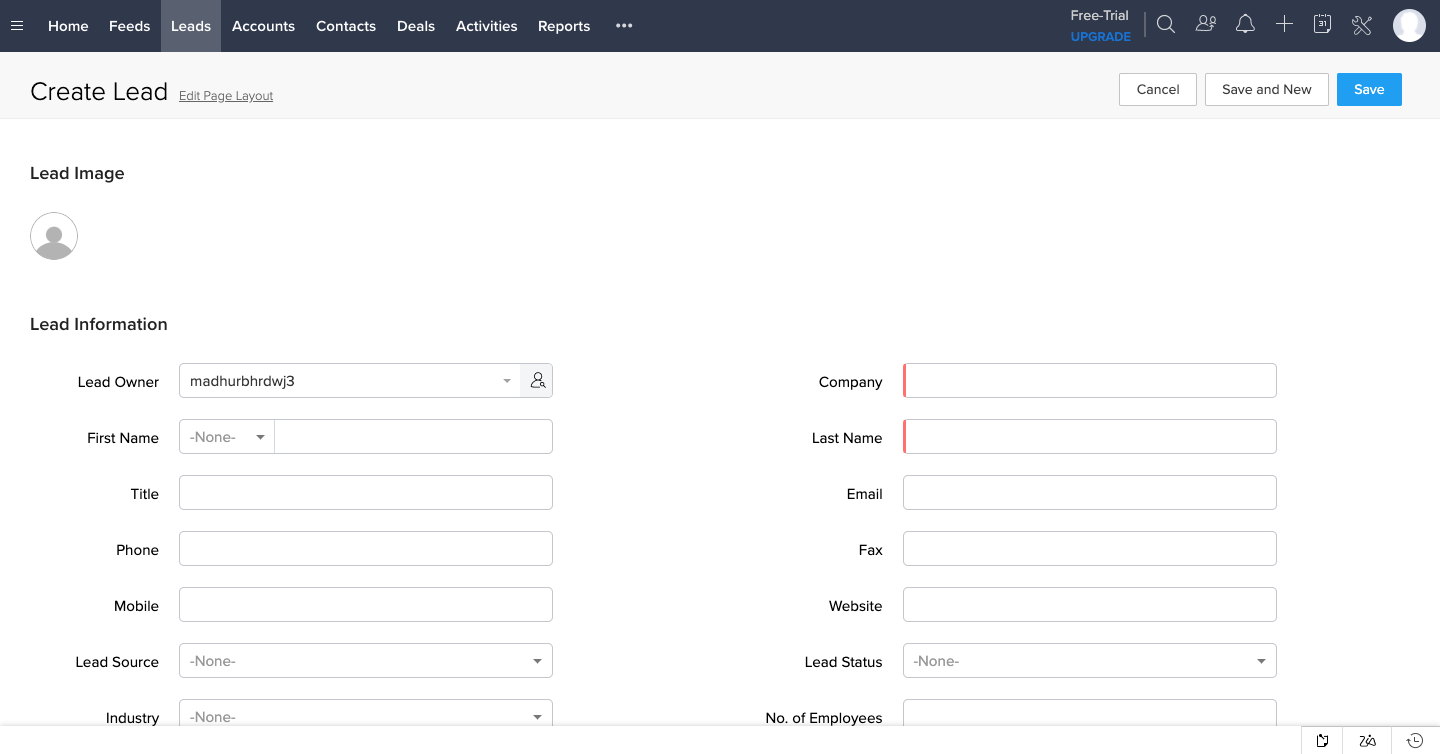 Home Feeds Leads Accounts Contacts Deals Activities Reports ••• Free-Trial
UPGRADE
31
Create Lead Edit Page Layout Cancel Save and New Save
Lead Image
Lead Information
Lead Owner madhurbhrdwj3 Company
First Name -None- Last Name
Title Email
Phone Fax
Mobile Website
Lead Source -None- Lead Status -None-
Industry -None- No. of Employees